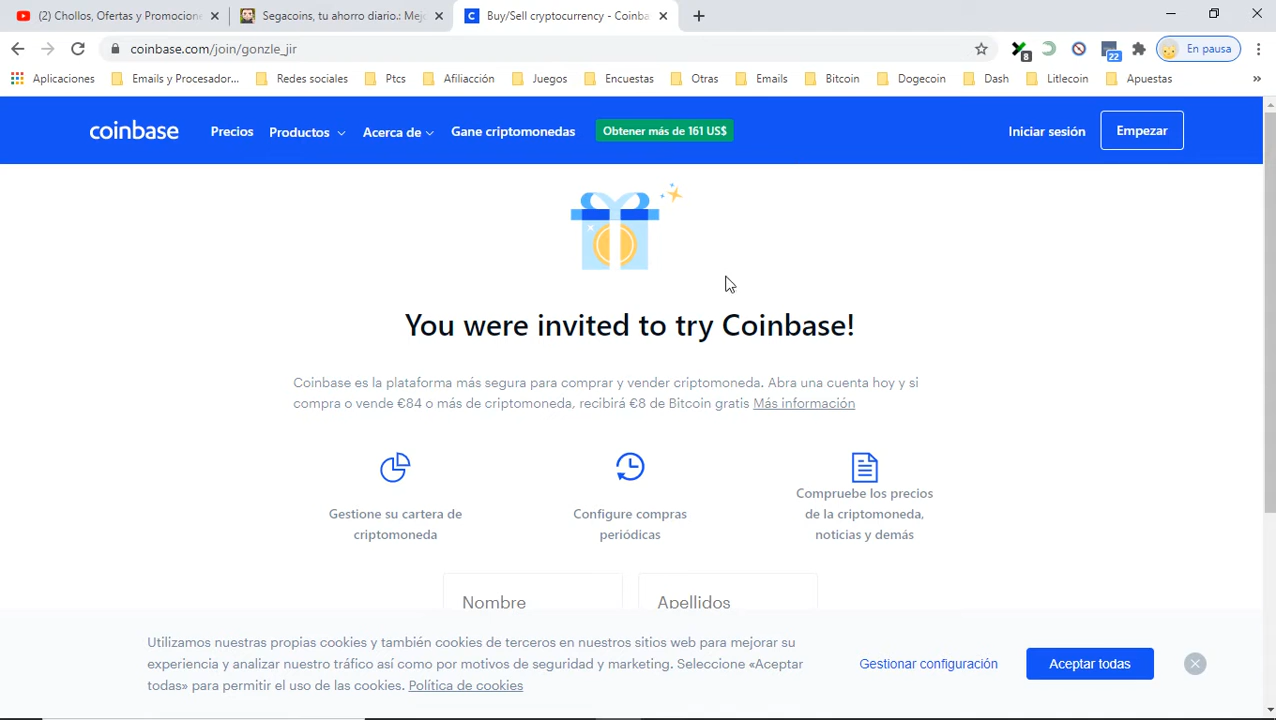 (2) Chollos, Ofertas y Promocione
Segacoins, tu ahorro diario.: Mej
Buy/Sell cryptocurrency - Coinba
coinbase.com/join/gonzle_jir
8
22
En pausa
Aplicaciones
Emails y Procesador...
Redes sociales
Ptcs
Afiliacción
Juegos
Encuestas
Otras
Emails
Bitcoin
Dogecoin
Dash
Litlecoin
Apuestas
»
coinbase
Precios
Productos
Acerca de
Gane criptomonedas
Obtener más de 161 US$
Iniciar sesión
Empezar
You were invited to try Coinbase!
Coinbase es la plataforma más segura para comprar y vender criptomoneda. Abra una cuenta hoy y si
compra o vende €84 o más de criptomoneda, recibirá €8 de Bitcoin gratis Más información
Gestione su cartera de
criptomoneda
Configure compras
periódicas
Compruebe los precios
de la criptomoneda,
noticias y demás
Nombre
Apellidos
Utilizamos nuestras propias cookies y también cookies de terceros en nuestros sitios web para mejorar su
experiencia y analizar nuestro tráfico así como por motivos de seguridad y marketing. Seleccione «Aceptar
todas» para permitir el uso de las cookies. Política de cookies
Gestionar configuración
Aceptar todas